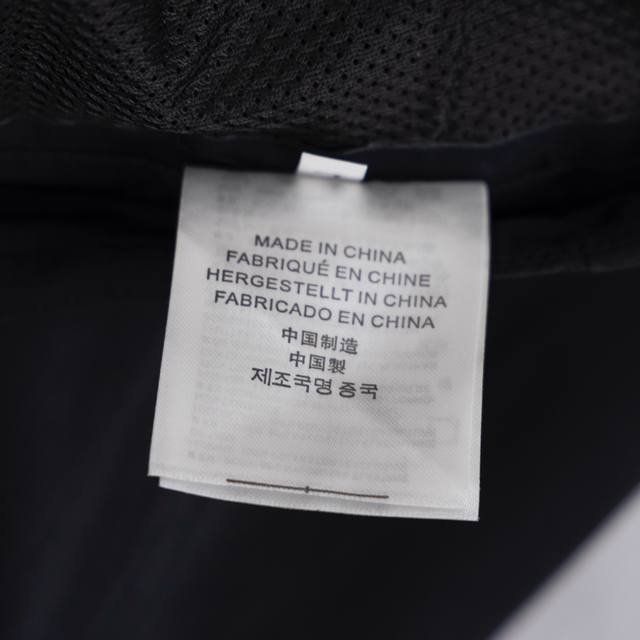 MADE IN CHINA
FABRIQUÉ EN CHINE
HERGESTELLT IN CHINA
FABRICADO EN CHINA
中国制造
中国製
제조국명 중국